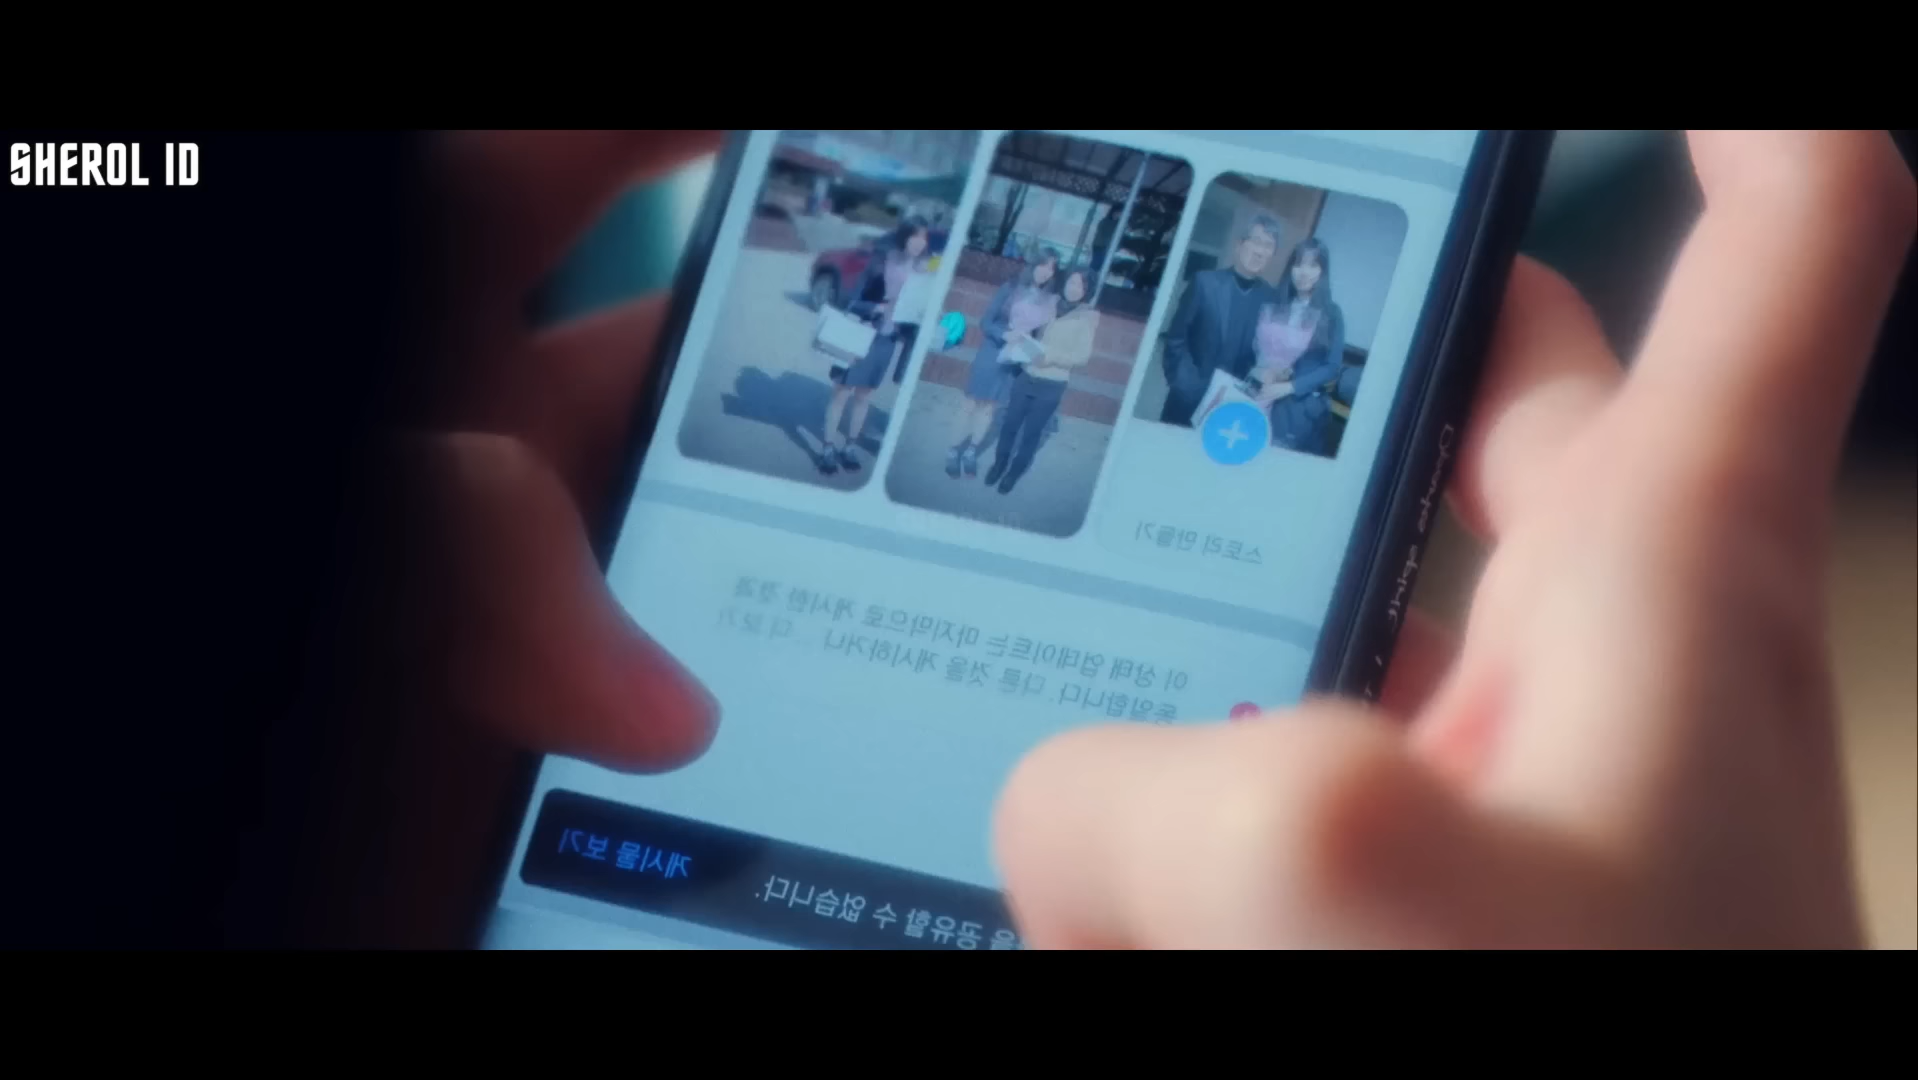 SHEROL ID
스토리 만들기
이 상태 업데이트는 마지막으로 게시한 결과
동일합니다. 다른 것을 게시하거나 ... 더 보기
공유할 수 없습니다.
게시물 보기